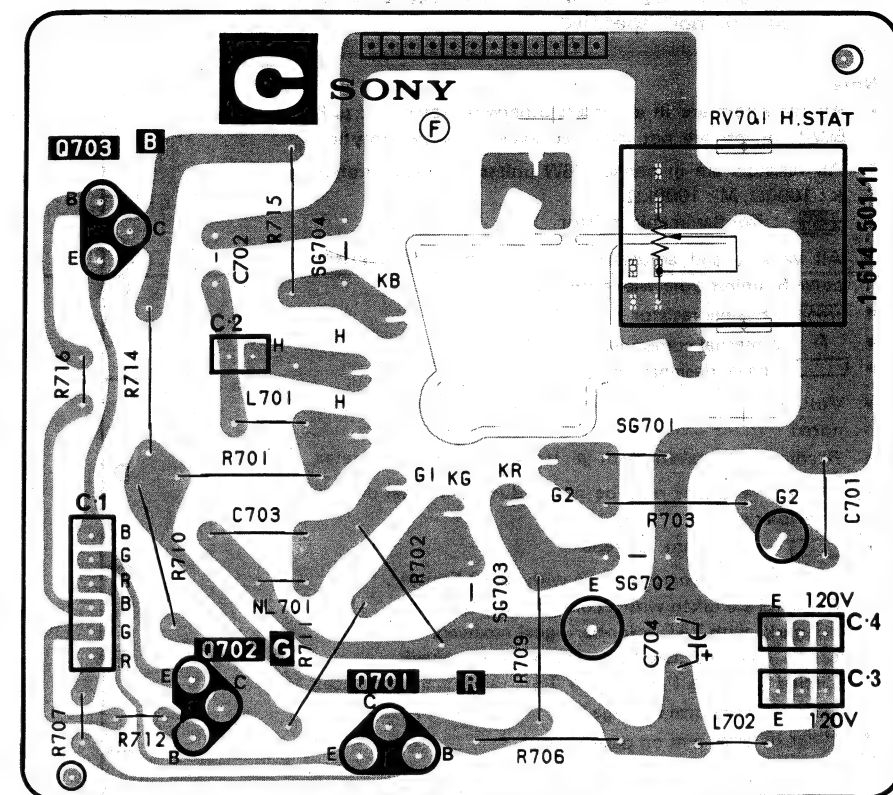 C SONY
F
RV701 H.STAT
Q703 B
B
C
E
R715
C702
SG704
KB
1-614-501-11
C·2
H
H
R716
R714
L701
H
SG701
R701
G1
KG
KR
G2
G2
C701
C·1
C703
R703
B
G
R
B
G
R
R710
R702
NL701
SG703
E
SG702
E
120V
C·4
Q702 G
R711
R709
C704
+
E
C
B
Q701 R
C
E
B
C·3
E
120V
R707
R712
R706
L702